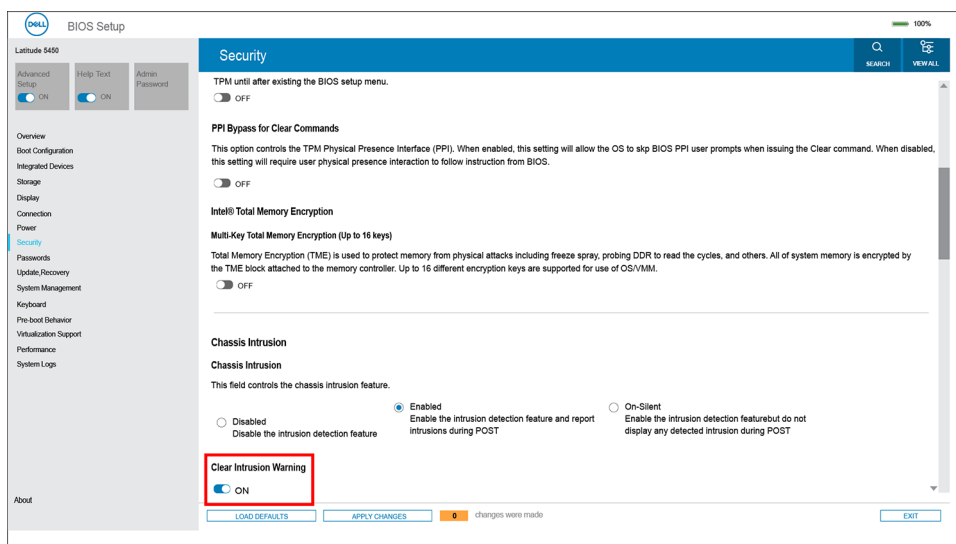 DELL
BIOS Setup
100%
Latitude 5450
Advanced
Setup
ON
Help Text
ON
Admin
Password
Overview
Boot Configuration
Integrated Devices
Storage
Display
Connection
Power
Security
Passwords
Update,Recovery
System Management
Keyboard
Pre-boot Behavior
Virtualization Support
Performance
System Logs
About
Security
SEARCH
VIEW ALL
TPM until after existing the BIOS setup menu.
OFF
PPI Bypass for Clear Commands
This option controls the TPM Physical Presence Interface (PPI). When enabled, this setting will allow the OS to skp BIOS PPI user prompts when issuing the Clear command. When disabled,
this setting will require user physical presence interaction to follow instruction from BIOS.
OFF
Intel® Total Memory Encryption
Multi-Key Total Memory Encryption (Up to 16 keys)
Total Memory Encryption (TME) is used to protect memory from physical attacks including freeze spray, probing DDR to read the cycles, and others. All of system memory is encrypted by
the TME block attached to the memory controller. Up to 16 different encryption keys are supported for use of OS/VMM.
OFF
Chassis Intrusion
Chassis Intrusion
This field controls the chassis intrusion feature.
Disabled
Disable the intrusion detection feature
Enabled
Enable the intrusion detection feature and report
intrusions during POST
On-Silent
Enable the intrusion detection featurebut do not
display any detected intrusion during POST
Clear Intrusion Warning
ON
LOAD DEFAULTS
APPLY CHANGES
0
changes were made
EXIT